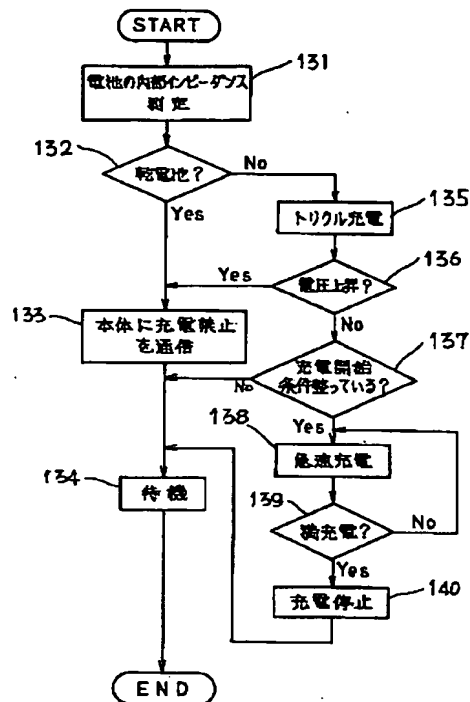 START
131
電池の内部インピーダンス
測定
132
乾電池?
No
Yes
135
トリクル充電
136
電圧上昇?
Yes
No
133
本体に充電禁止
を通信
137
充電開始
条件整っている?
No
Yes
138
急速充電
134
待機
139
満充電?
No
Yes
140
充電停止
END